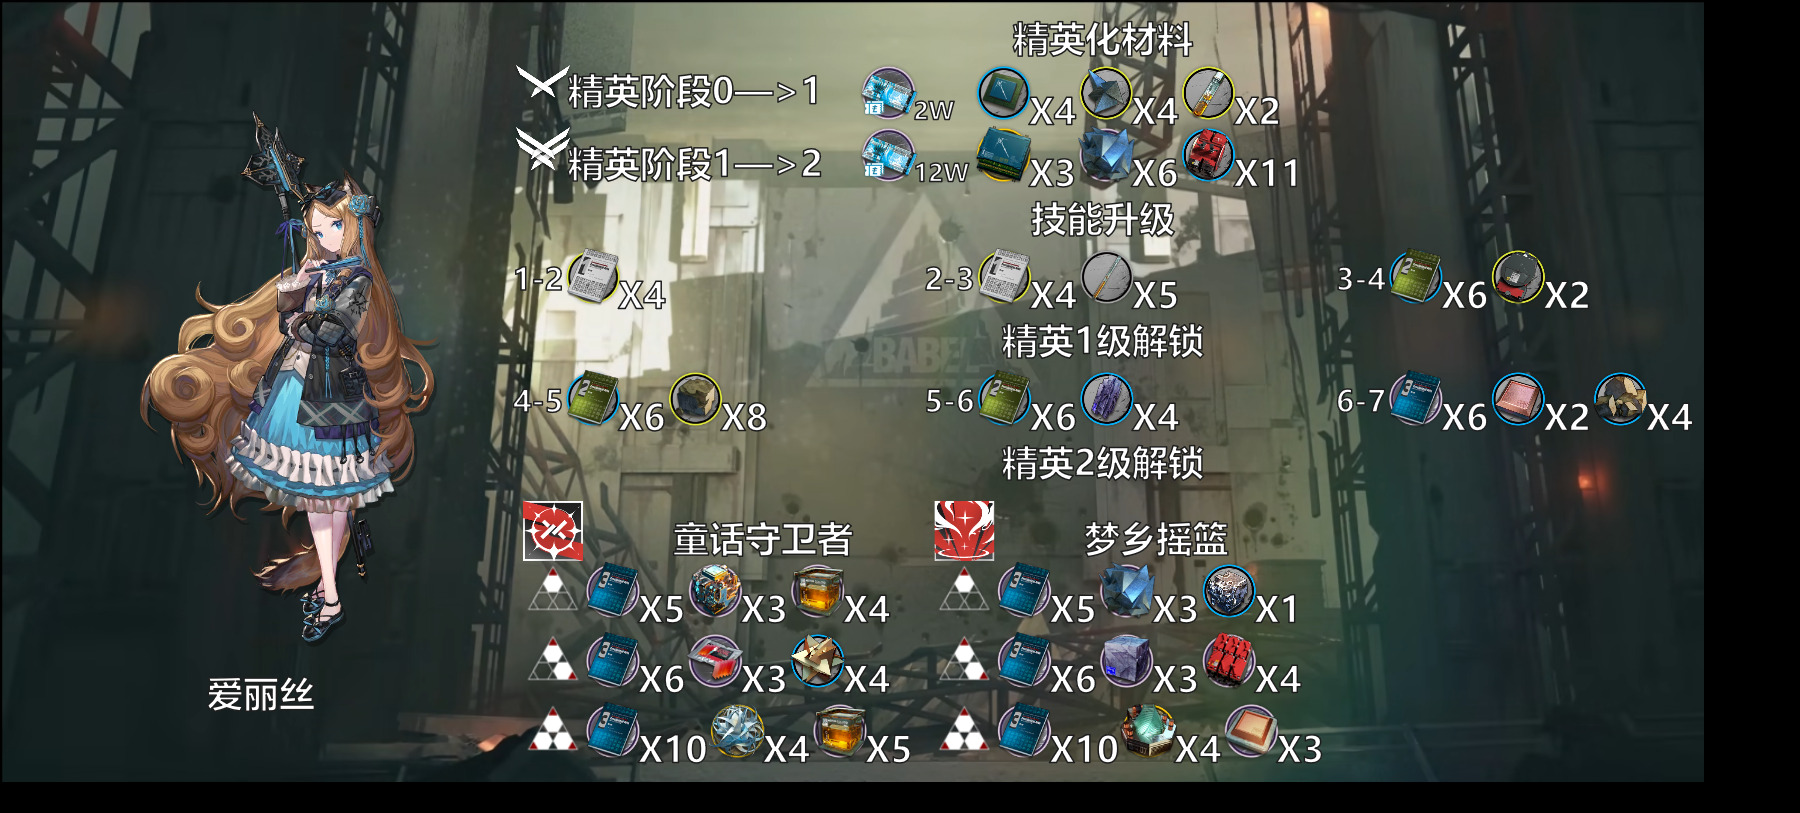 精英化材料
精英阶段0—>1 2W X4 X4 X2
精英阶段1—>2 12W X3 X6 X11
技能升级
1-2 X4 2-3 X4 X5 3-4 X6 X2
BABEL
精英1级解锁
4-5 X6 X8 5-6 X6 X4 6-7 X6 X2 X4
精英2级解锁
童话守卫者 梦乡摇篮
X5 X3 X4 X5 X3 X1
X6 X3 X4 X6 X3 X4
爱丽丝
X10 X4 X5 X10 X4 X3